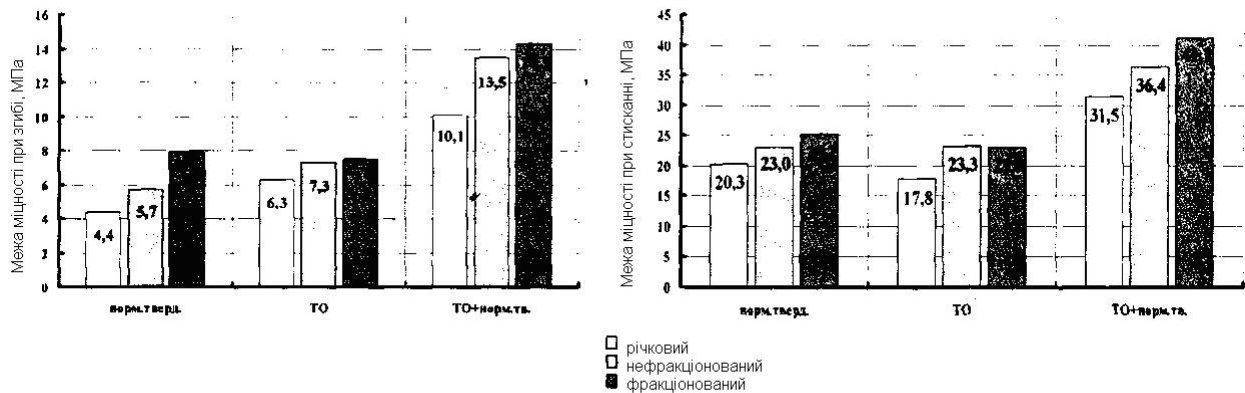 Межа міцності при згибі, МПа
16
14
12
10
8
6
4
2
0
4,4
5,7
6,3
7,3
10,1
13,5
норм.тверд.
ТО
ТО+норм.тв.
Межа міцності при стисканні, МПа
45
40
35
30
25
20
15
10
5
0
20,3
23,0
17,8
23,3
31,5
36,4
норм.тверд.
ТО
ТО+норм.тв.
річковий
нефракціонований
фракціонований